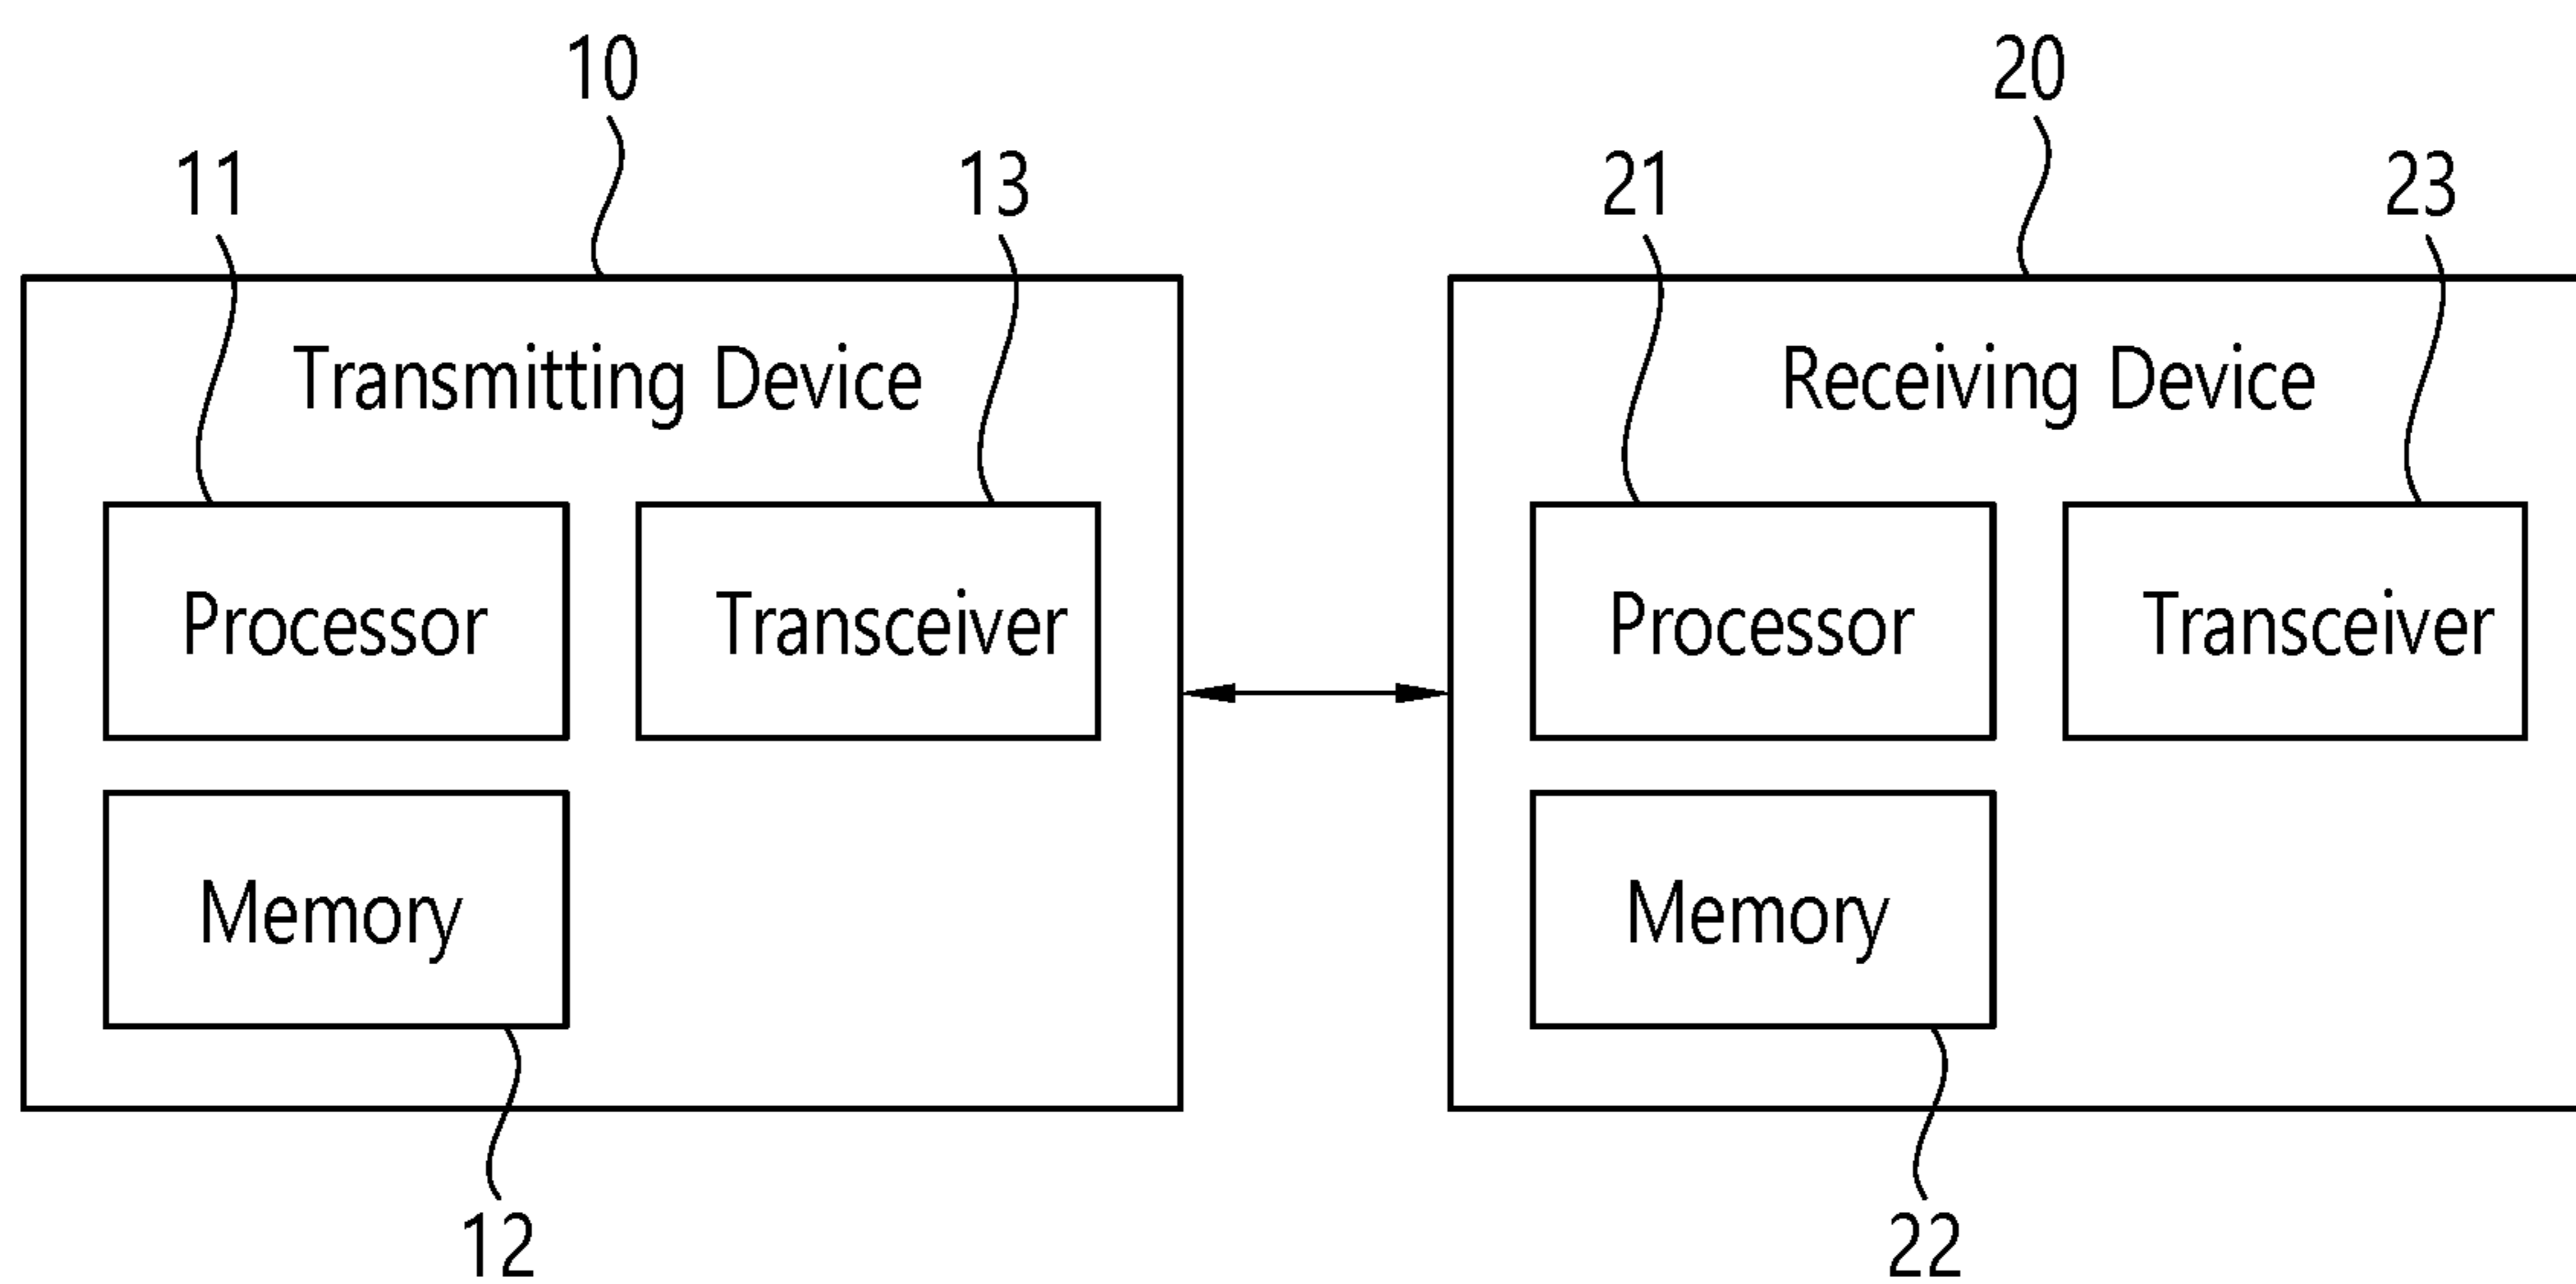 10
20
11
13
21
23
Transmitting Device
Receiving Device
Processor
Transceiver
Processor
Transceiver
Memory
Memory
12
22